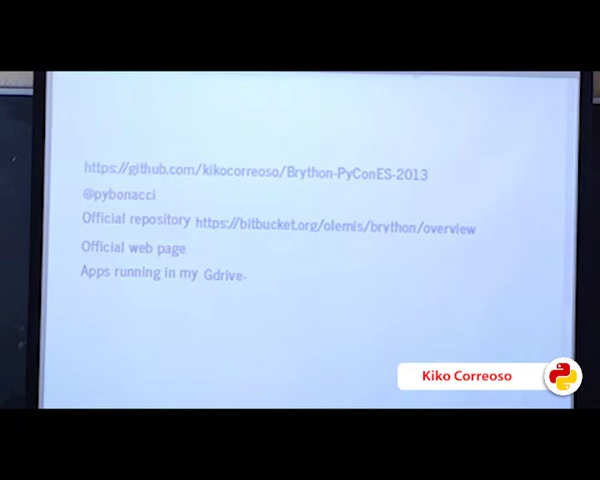 https://github.com/kikocorreoso/Brython-PyConES-2013
@pybonacci
Official repository https://bitbucket.org/olemis/brython/overview
Official web page
Apps running in my Gdrive.
Kiko Correoso